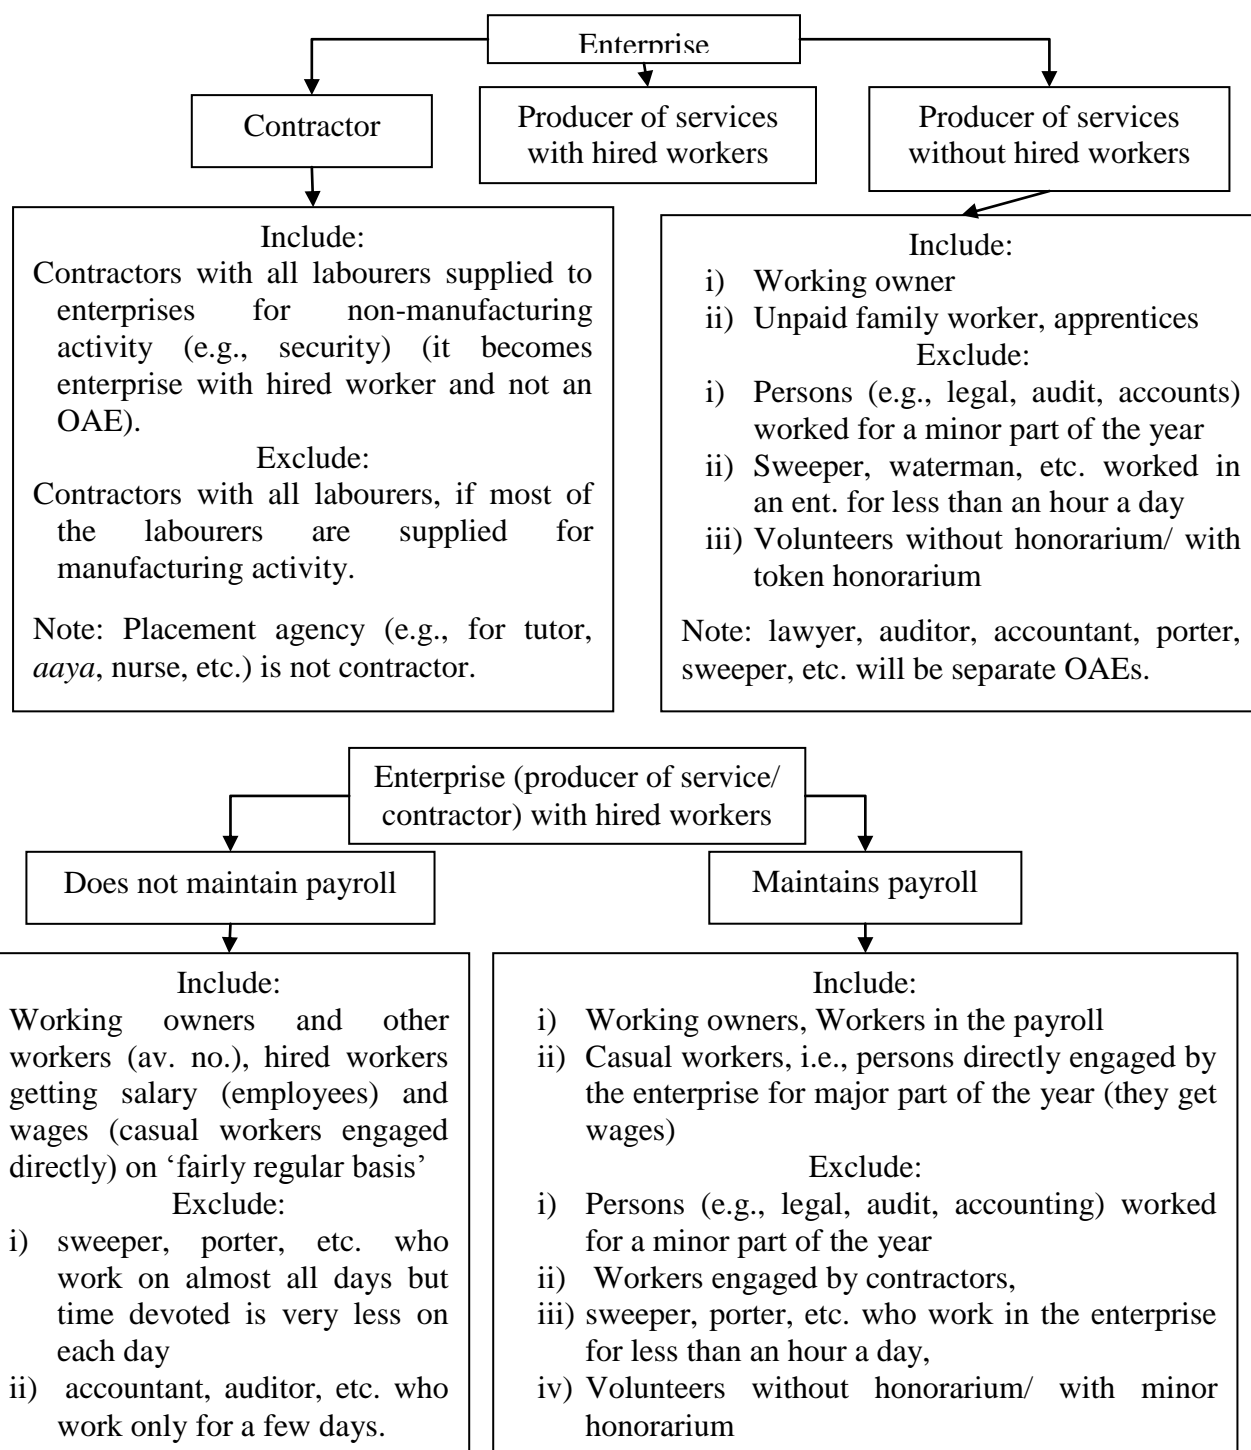 Enterprise
Contractor
Producer of services
with hired workers
Producer of services
without hired workers
Include:
Contractors with all labourers supplied to
enterprises for non-manufacturing
activity (e.g., security) (it becomes
enterprise with hired worker and not an
OAE).
Exclude:
Contractors with all labourers, if most of
the labourers are supplied for
manufacturing activity.
Note: Placement agency (e.g., for tutor,
aaya, nurse, etc.) is not contractor.
Include:
i) Working owner
ii) Unpaid family worker, apprentices
Exclude:
i) Persons (e.g., legal, audit, accounts)
worked for a minor part of the year
ii) Sweeper, waterman, etc. worked in
an ent. for less than an hour a day
iii) Volunteers without honorarium/ with
token honorarium
Note: lawyer, auditor, accountant, porter,
sweeper, etc. will be separate OAEs.
Enterprise (producer of service/
contractor) with hired workers
Does not maintain payroll
Maintains payroll
Include:
Working owners and other
workers (av. no.), hired workers
getting salary (employees) and
wages (casual workers engaged
directly) on ‘fairly regular basis’
Exclude:
i) sweeper, porter, etc. who
work on almost all days but
time devoted is very less on
each day
ii) accountant, auditor, etc. who
work only for a few days.
Include:
i) Working owners, Workers in the payroll
ii) Casual workers, i.e., persons directly engaged by
the enterprise for major part of the year (they get
wages)
Exclude:
i) Persons (e.g., legal, audit, accounting) worked
for a minor part of the year
ii) Workers engaged by contractors,
iii) sweeper, porter, etc. who work in the enterprise
for less than an hour a day,
iv) Volunteers without honorarium/ with minor
honorarium